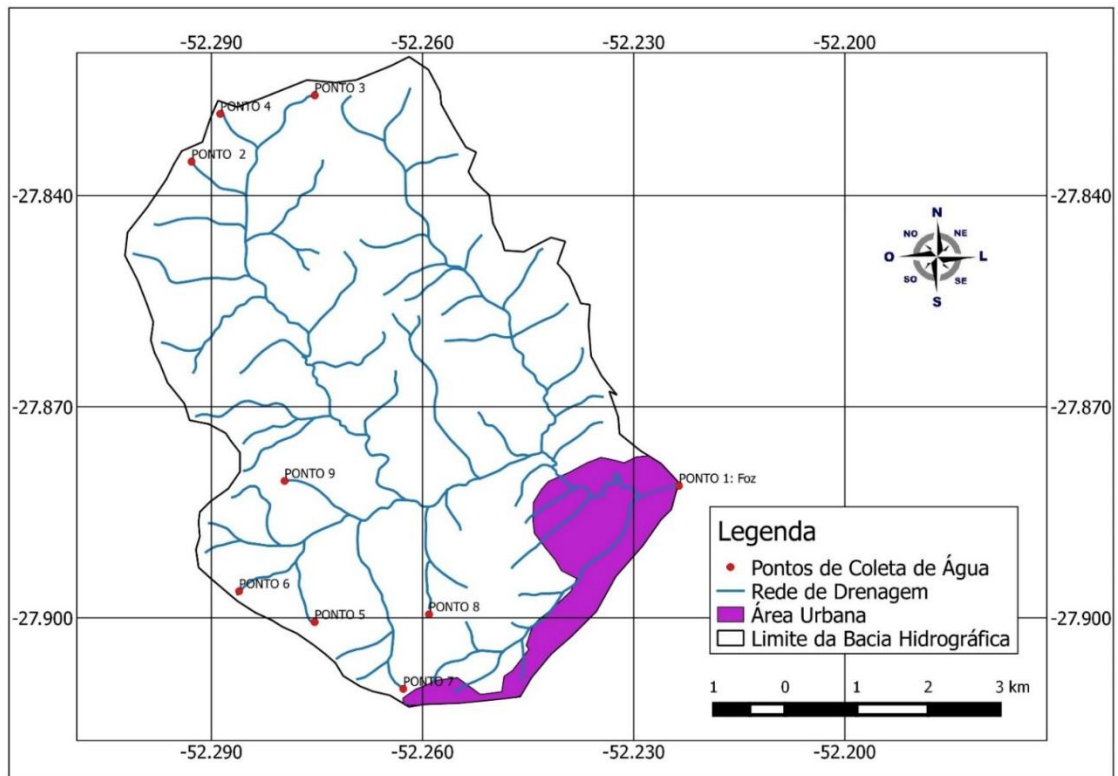 -52.290 -52.260 -52.230 -52.200
PONTO 3
PONTO 4
PONTO 2
-27.840 -27.840
N
NO NE
O L
SO SE
S
-27.870 -27.870
PONTO 9
PONTO 1: Foz
Legenda
Pontos de Coleta de Água
Rede de Drenagem
Área Urbana
Limite da Bacia Hidrográfica
PONTO 6
PONTO 5
PONTO 8
-27.900 -27.900
PONTO 7
1 0 1 2 3 km
-52.290 -52.260 -52.230 -52.200